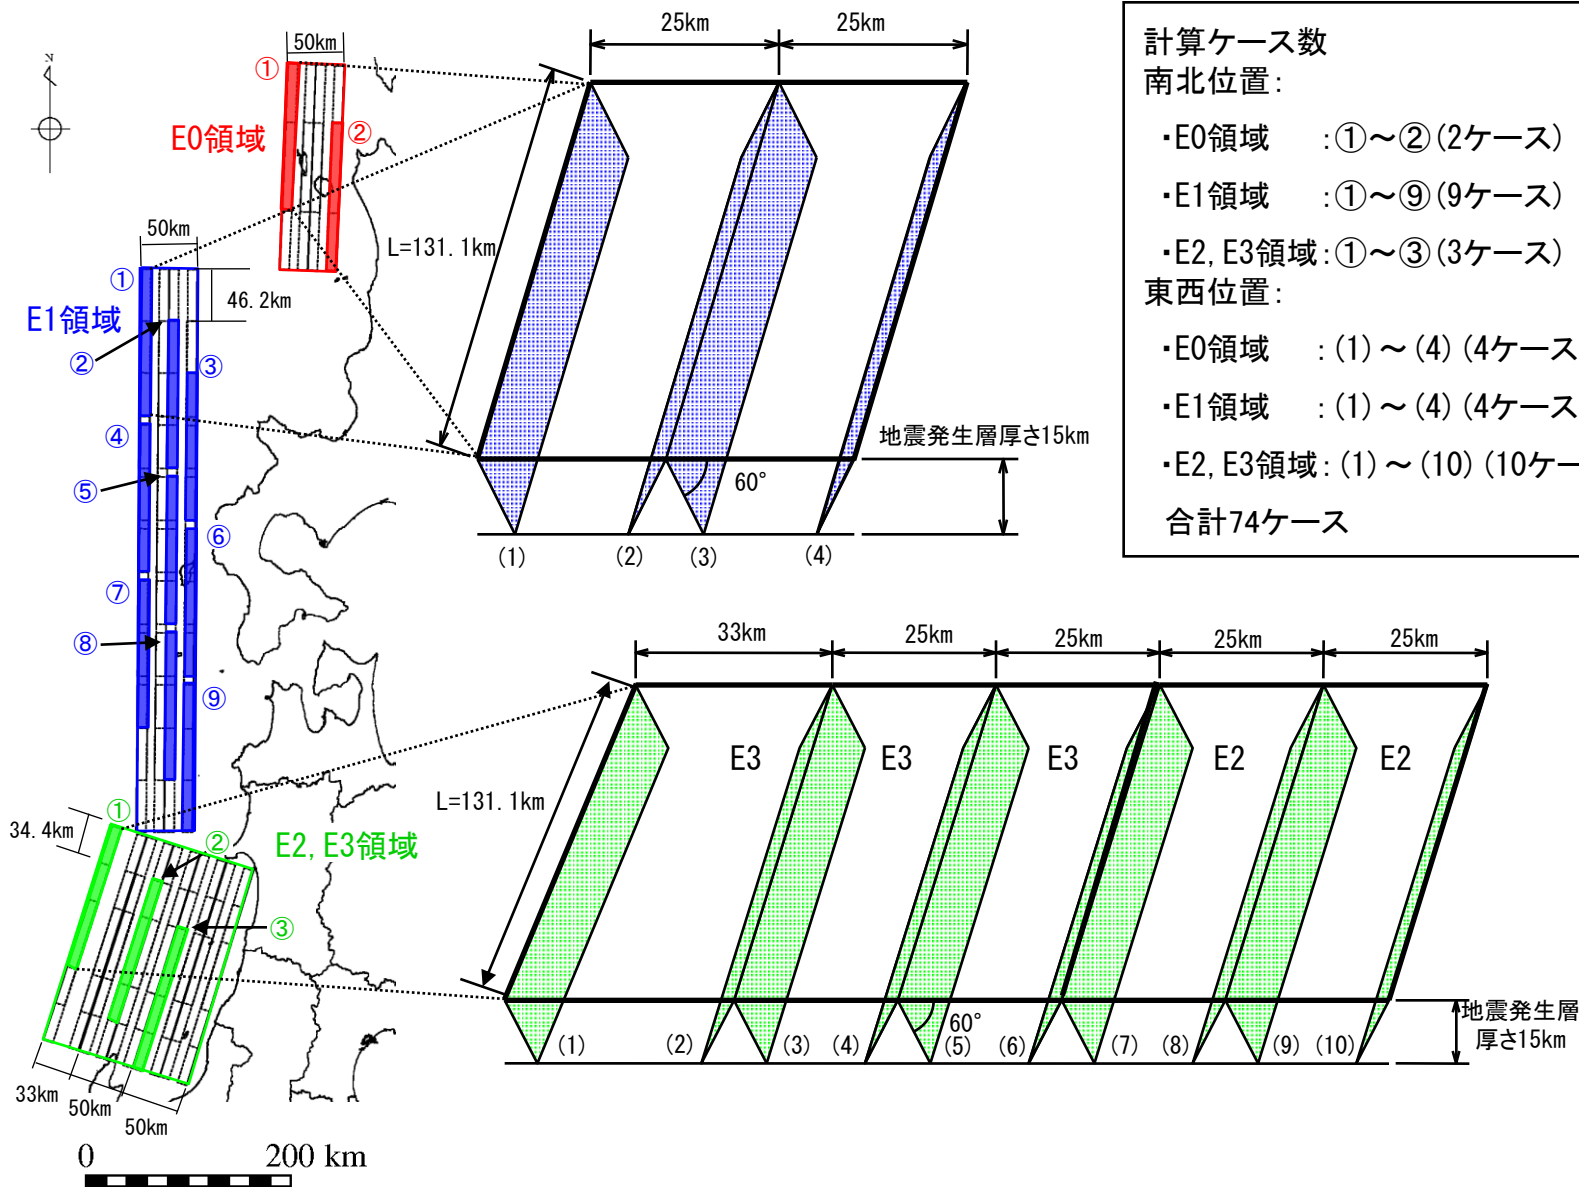 計算ケース数
南北位置:
・E0領域 :①～②(2ケース)
・E1領域 :①～⑨(9ケース)
・E2,E3領域:①～③(3ケース)
東西位置:
・E0領域 :(1)～(4)(4ケース
・E1領域 :(1)～(4)(4ケース
・E2,E3領域:(1)～(10)(10ケー
合計74ケース
N
50km
①
E0領域
②
50km
①
46.2km
E1領域
②
③
④
⑤
⑥
⑦
⑧
⑨
25km
25km
L=131.1km
地震発生層厚さ15km
60°
(1)
(2)
(3)
(4)
①
34.4km
②
E2,E3領域
③
33km
50km
50km
0
200 km
33km
25km
25km
25km
25km
L=131.1km
E3
E3
E3
E2
E2
60°
地震発生層
厚さ15km
(1)
(2)
(3)
(4)
(5)
(6)
(7)
(8)
(9)
(10)